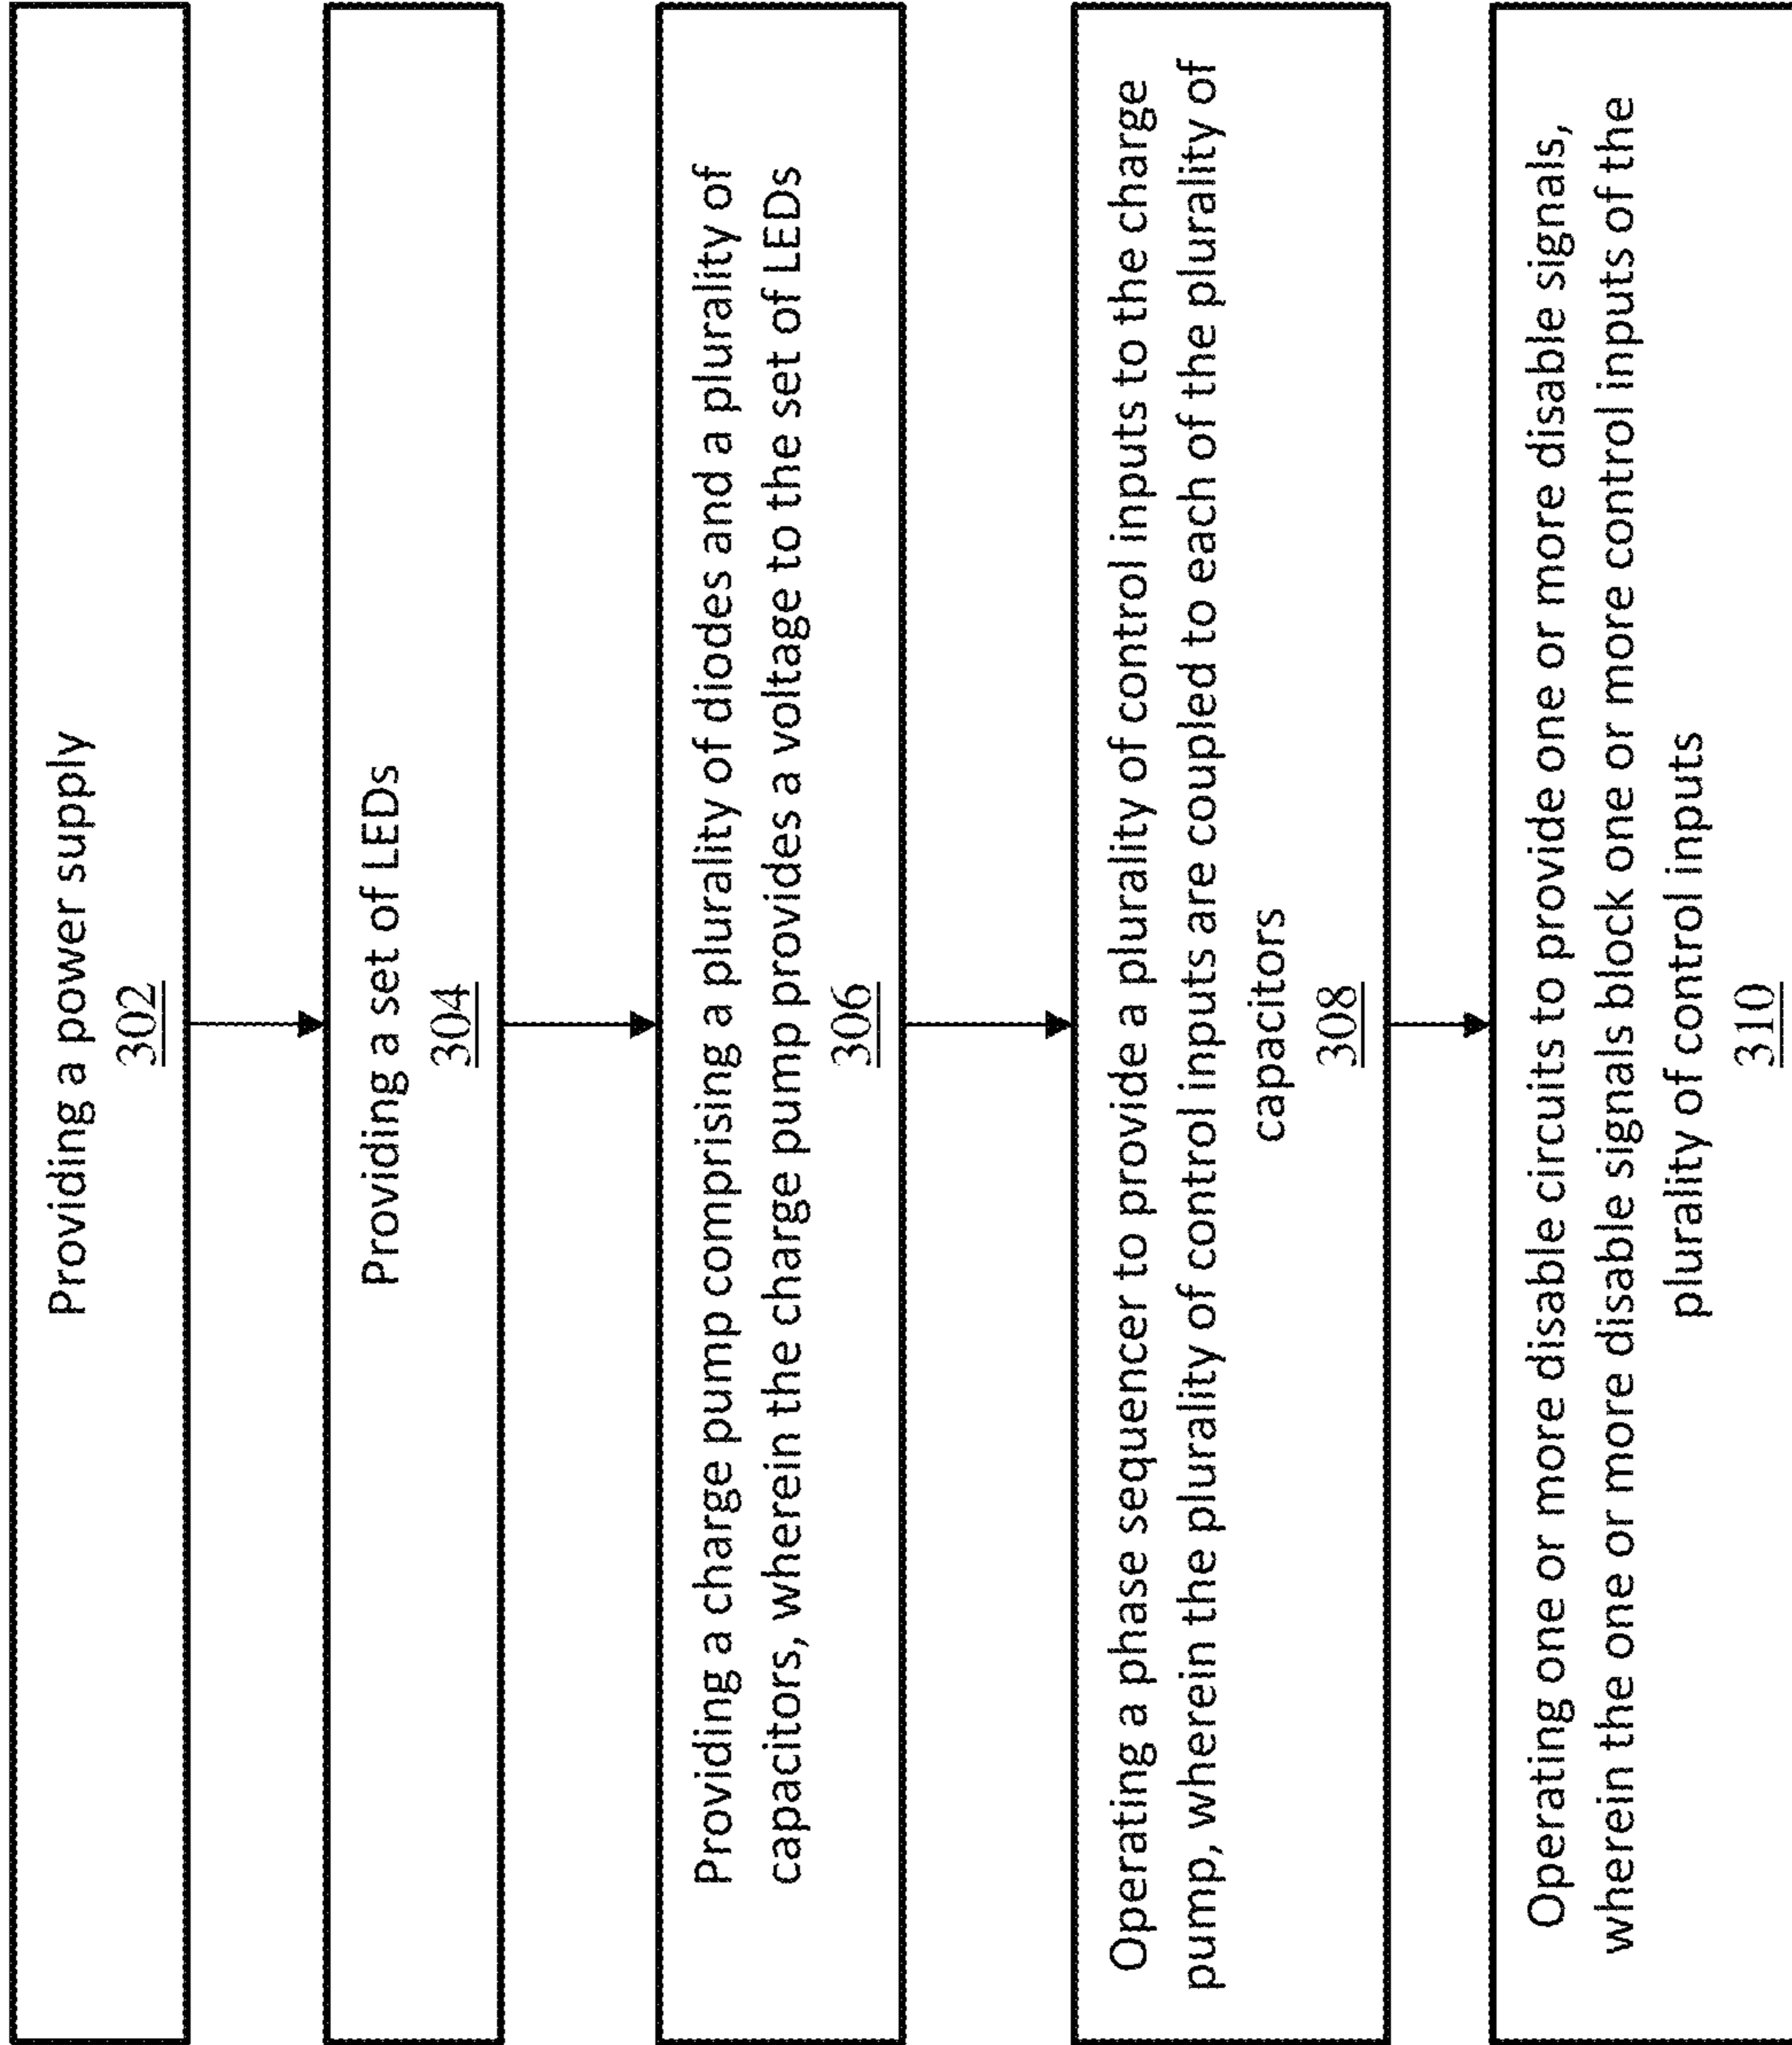 Providing a power supply
302
Providing a set of LEDs
304
Providing a charge pump comprising a plurality of diodes and a plurality of
capacitors, wherein the charge pump provides a voltage to the set of LEDs
306
Operating a phase sequencer to provide a plurality of control inputs to the charge
pump, wherein the plurality of control inputs are coupled to each of the plurality of
capacitors
308
Operating one or more disable circuits to provide one or more disable signals,
wherein the one or more disable signals block one or more control inputs of the
plurality of control inputs
310